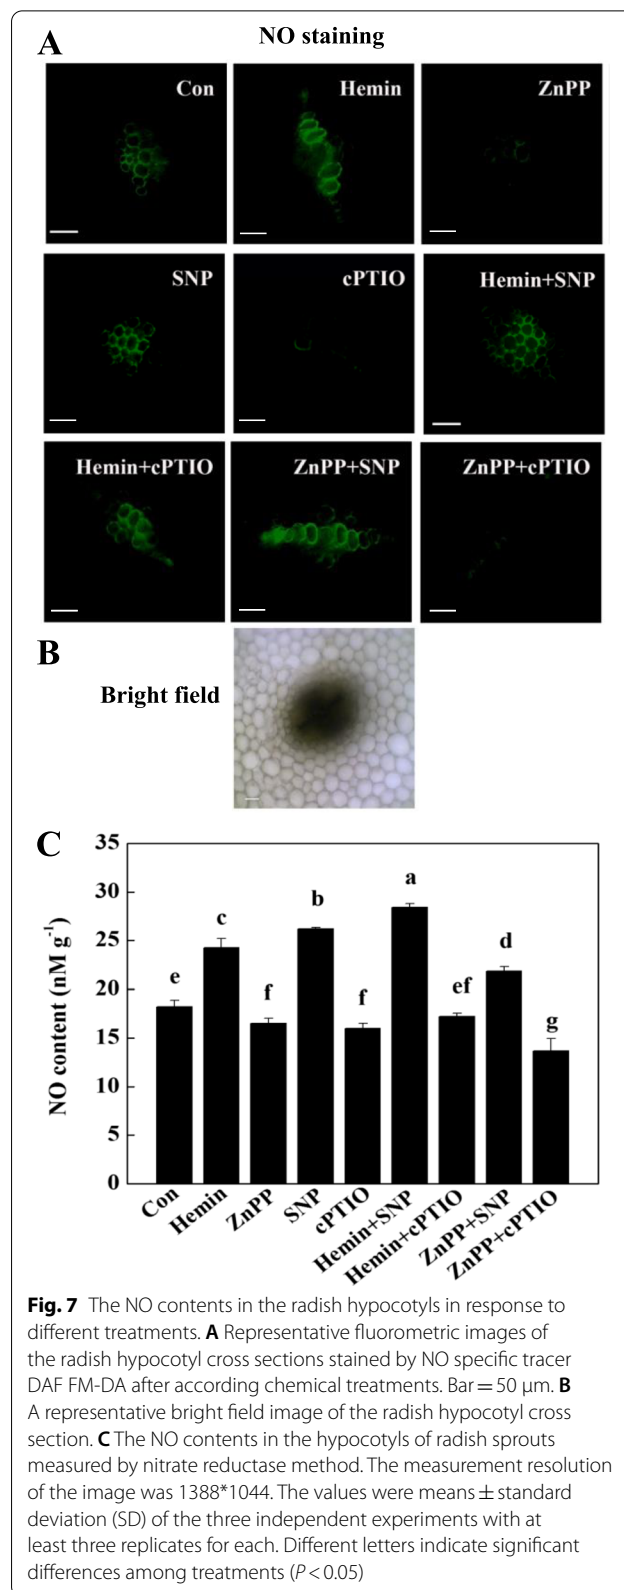 A
NO staining
Con
Hemin
ZnPP
SNP
cPTIO
Hemin+SNP
Hemin+cPTIO
ZnPP+SNP
ZnPP+cPTIO
B
Bright field
C
NO content (nM g-1)
35
30
25
20
15
10
5
0
e
c
f
b
f
a
ef
d
g
Con
Hemin
ZnPP
SNP
cPTIO
Hemin+SNP
Hemin+cPTIO
ZnPP+SNP
ZnPP+cPTIO
Fig. 7 The NO contents in the radish hypocotyls in response to
different treatments. A Representative fluorometric images of
the radish hypocotyl cross sections stained by NO specific tracer
DAF FM-DA after according chemical treatments. Bar = 50 μm. B
A representative bright field image of the radish hypocotyl cross
section. C The NO contents in the hypocotyls of radish sprouts
measured by nitrate reductase method. The measurement resolution
of the image was 1388*1044. The values were means ± standard
deviation (SD) of the three independent experiments with at
least three replicates for each. Different letters indicate significant
differences among treatments (P < 0.05)